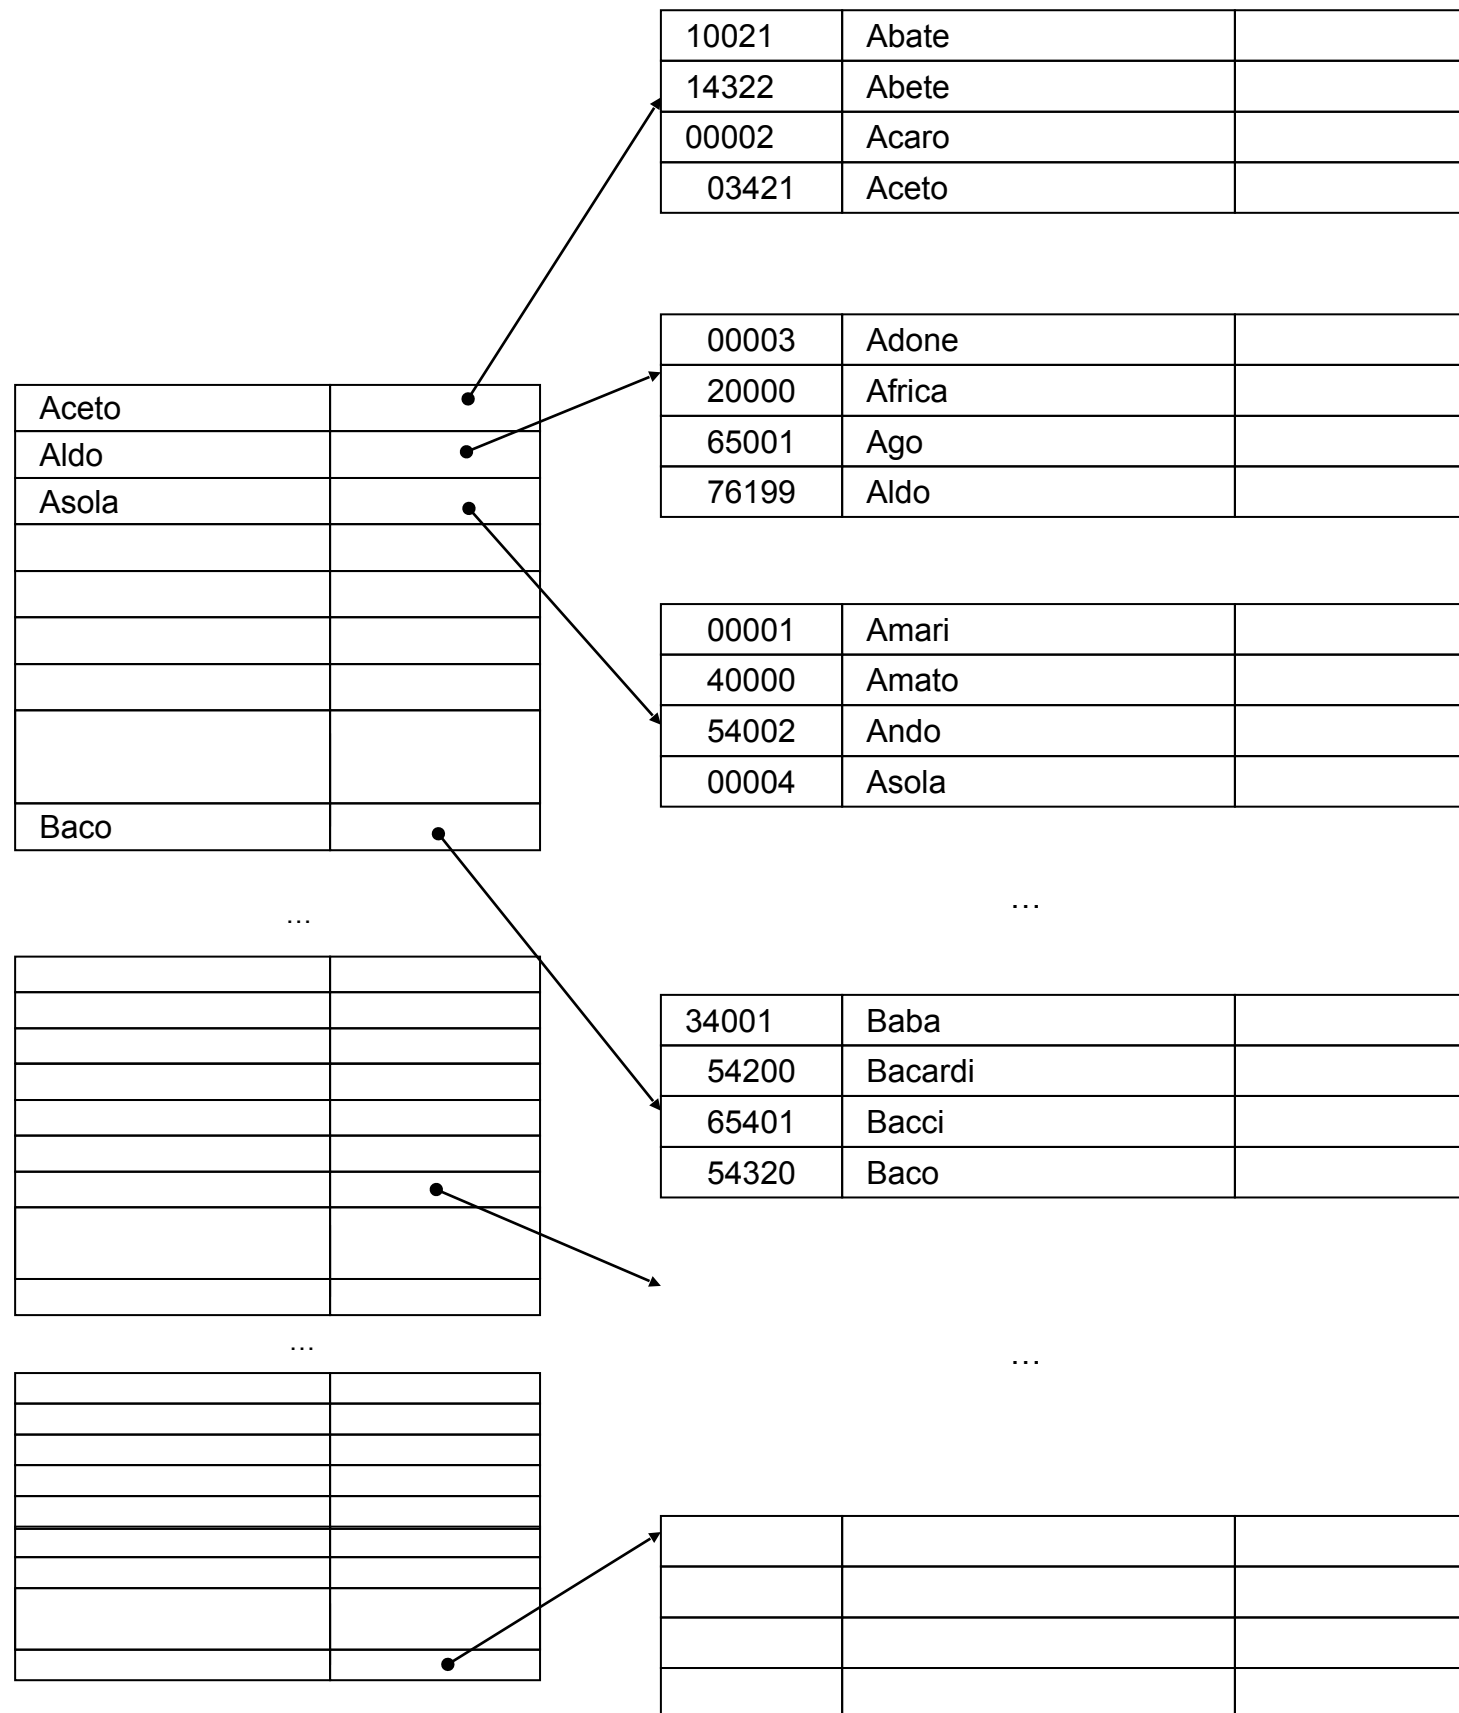 10021 Abate
14322 Abete
00002 Acaro
03421 Aceto
00003 Adone
20000 Africa
65001 Ago
76199 Aldo
Aceto
Aldo
Asola
Baco
00001 Amari
40000 Amato
54002 Ando
00004 Asola
...
...
34001 Baba
54200 Bacardi
65401 Bacci
54320 Baco
...
...